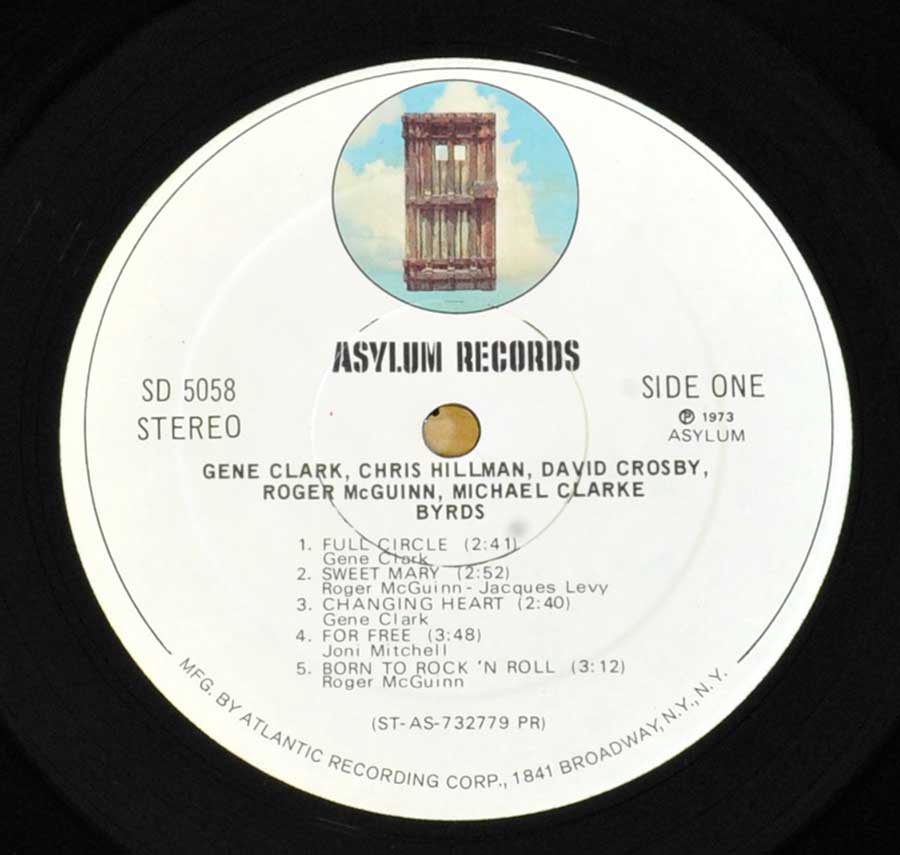 ASYLUM RECORDS
SD 5058
STEREO
SIDE ONE
Ⓟ 1973
ASYLUM
GENE CLARK, CHRIS HILLMAN, DAVID CROSBY,
ROGER McGUINN, MICHAEL CLARKE
BYRDS
1. FULL CIRCLE (2:41)
Gene Clark
2. SWEET MARY (2:52)
Roger McGuinn - Jacques Levy
3. CHANGING HEART (2:40)
Gene Clark
4. FOR FREE (3:48)
Joni Mitchell
5. BORN TO ROCK 'N ROLL (3:12)
Roger McGuinn
(ST-AS-732779 PR)
MFG. BY ATLANTIC RECORDING CORP., 1841 BROADWAY, N.Y., N.Y.